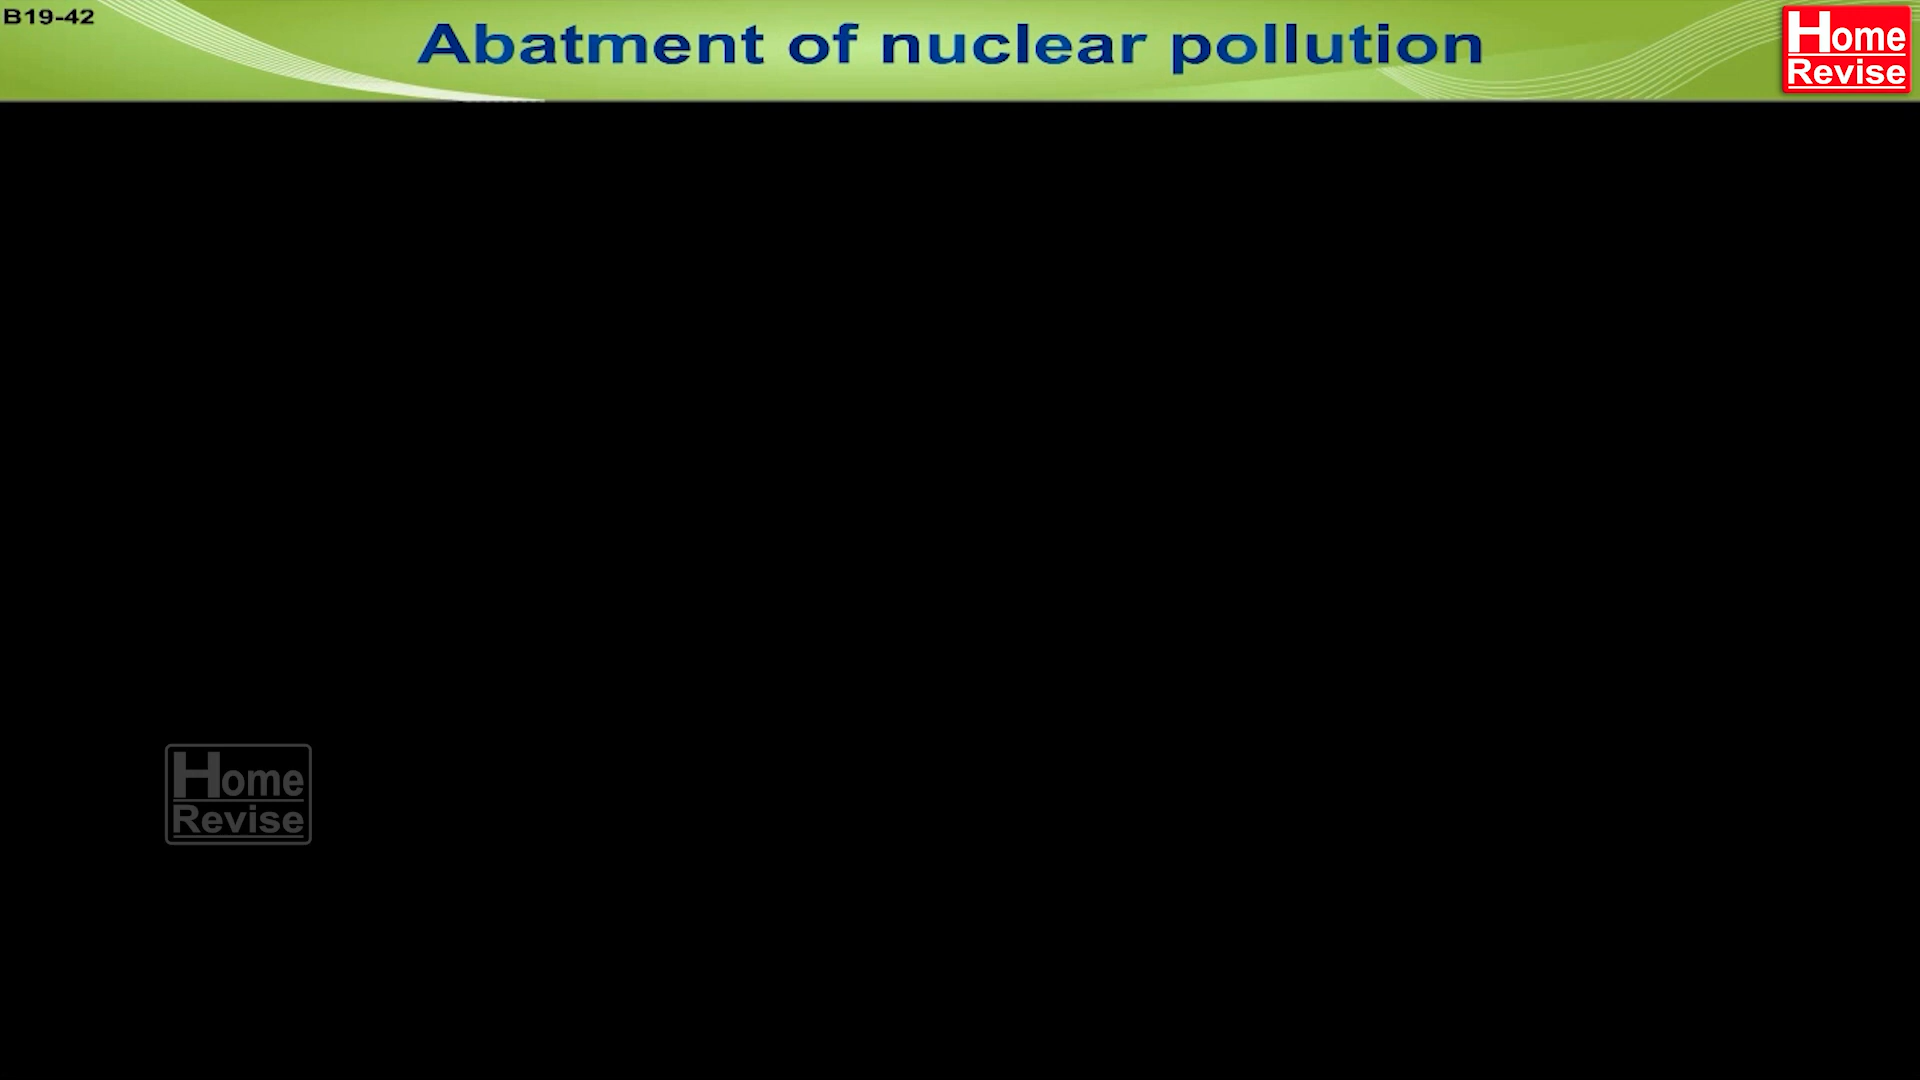 B19-42
Abatment of nuclear pollution
Home
Revise
Home
Revise